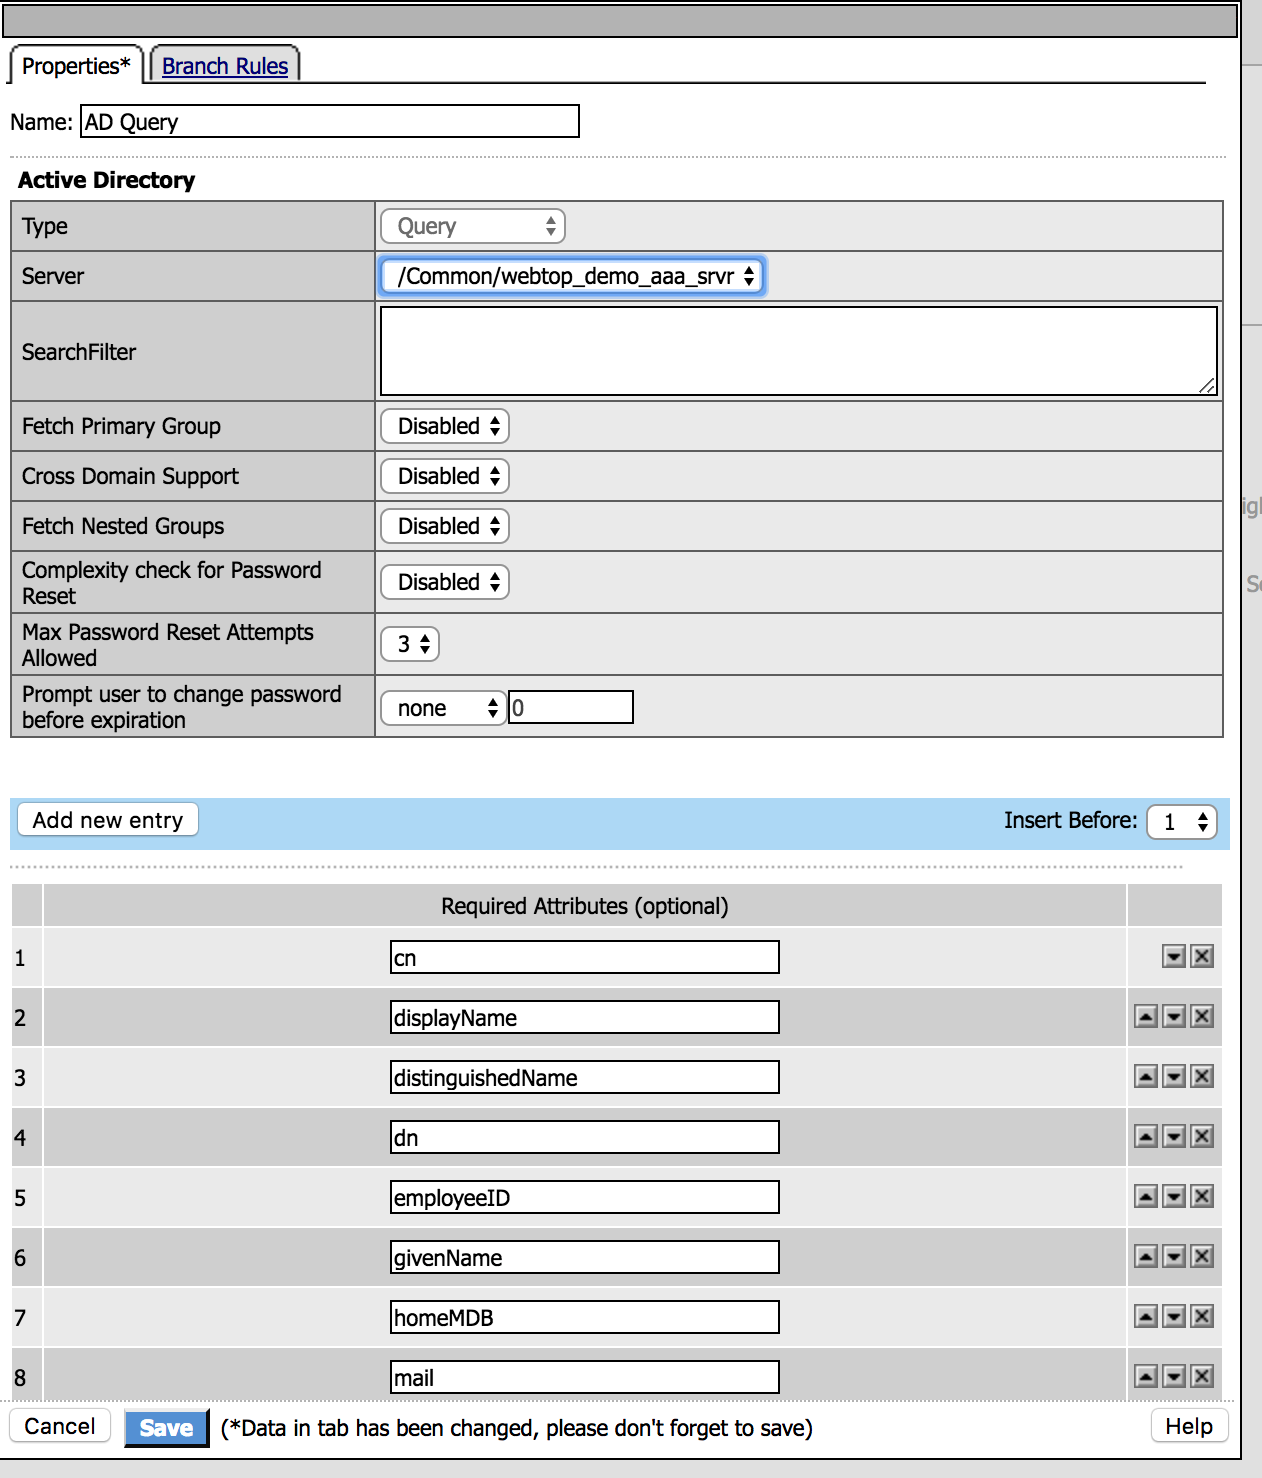 Properties* Branch Rules
Name: AD Query
Active Directory
Type Query
Server /Common/webtop_demo_aaa_srvr
SearchFilter
Fetch Primary Group Disabled
Cross Domain Support Disabled
Fetch Nested Groups Disabled
Complexity check for Password
Reset Disabled
Max Password Reset Attempts
Allowed 3
Prompt user to change password
before expiration none 0
Add new entry Insert Before: 1
Required Attributes (optional)
1 cn
2 displayName
3 distinguishedName
4 dn
5 employeeID
6 givenName
7 homeMDB
8 mail
Cancel Save (*Data in tab has been changed, please don't forget to save) Help